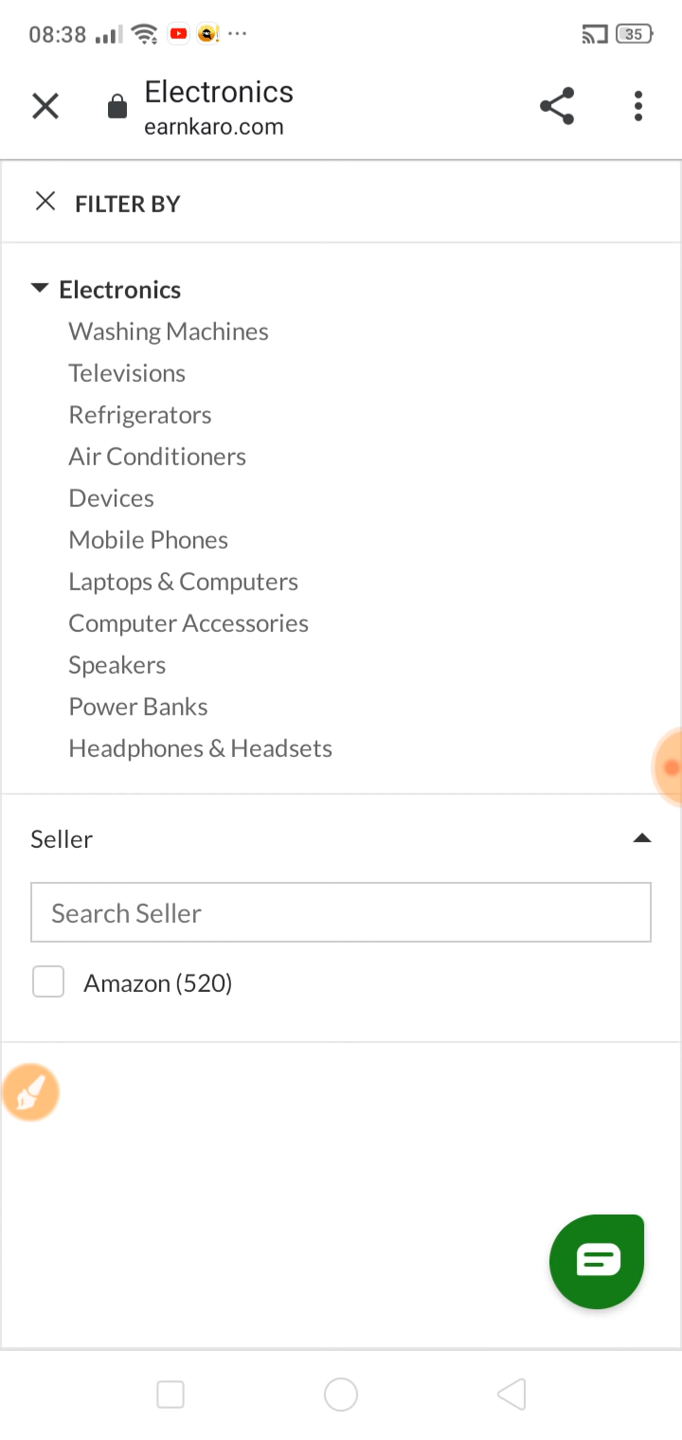 08:38
35
Electronics
earnkaro.com
FILTER BY
Electronics
Washing Machines
Televisions
Refrigerators
Air Conditioners
Devices
Mobile Phones
Laptops & Computers
Computer Accessories
Speakers
Power Banks
Headphones & Headsets
Seller
Search Seller
Amazon (520)